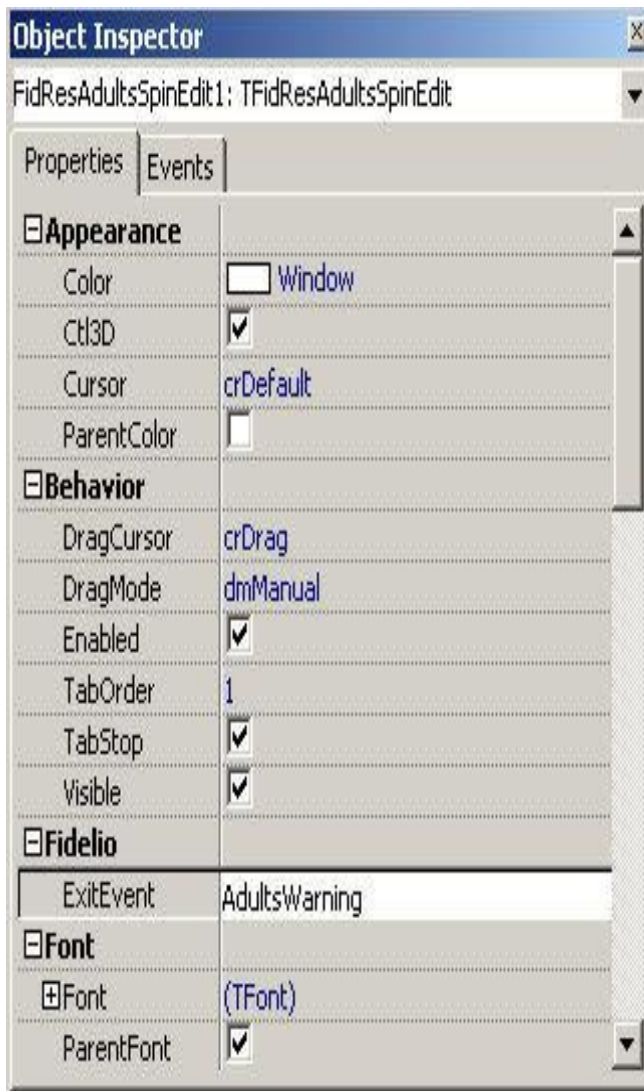 Object Inspector
FidResAdultsSpinEdit1: TFidResAdultsSpinEdit
Properties Events
Appearance
Color Window
Ctl3D
Cursor crDefault
ParentColor
Behavior
DragCursor crDrag
DragMode dmManual
Enabled
TabOrder 1
TabStop
Visible
Fidelio
ExitEvent AdultsWarning
Font
Font (TFont)
ParentFont